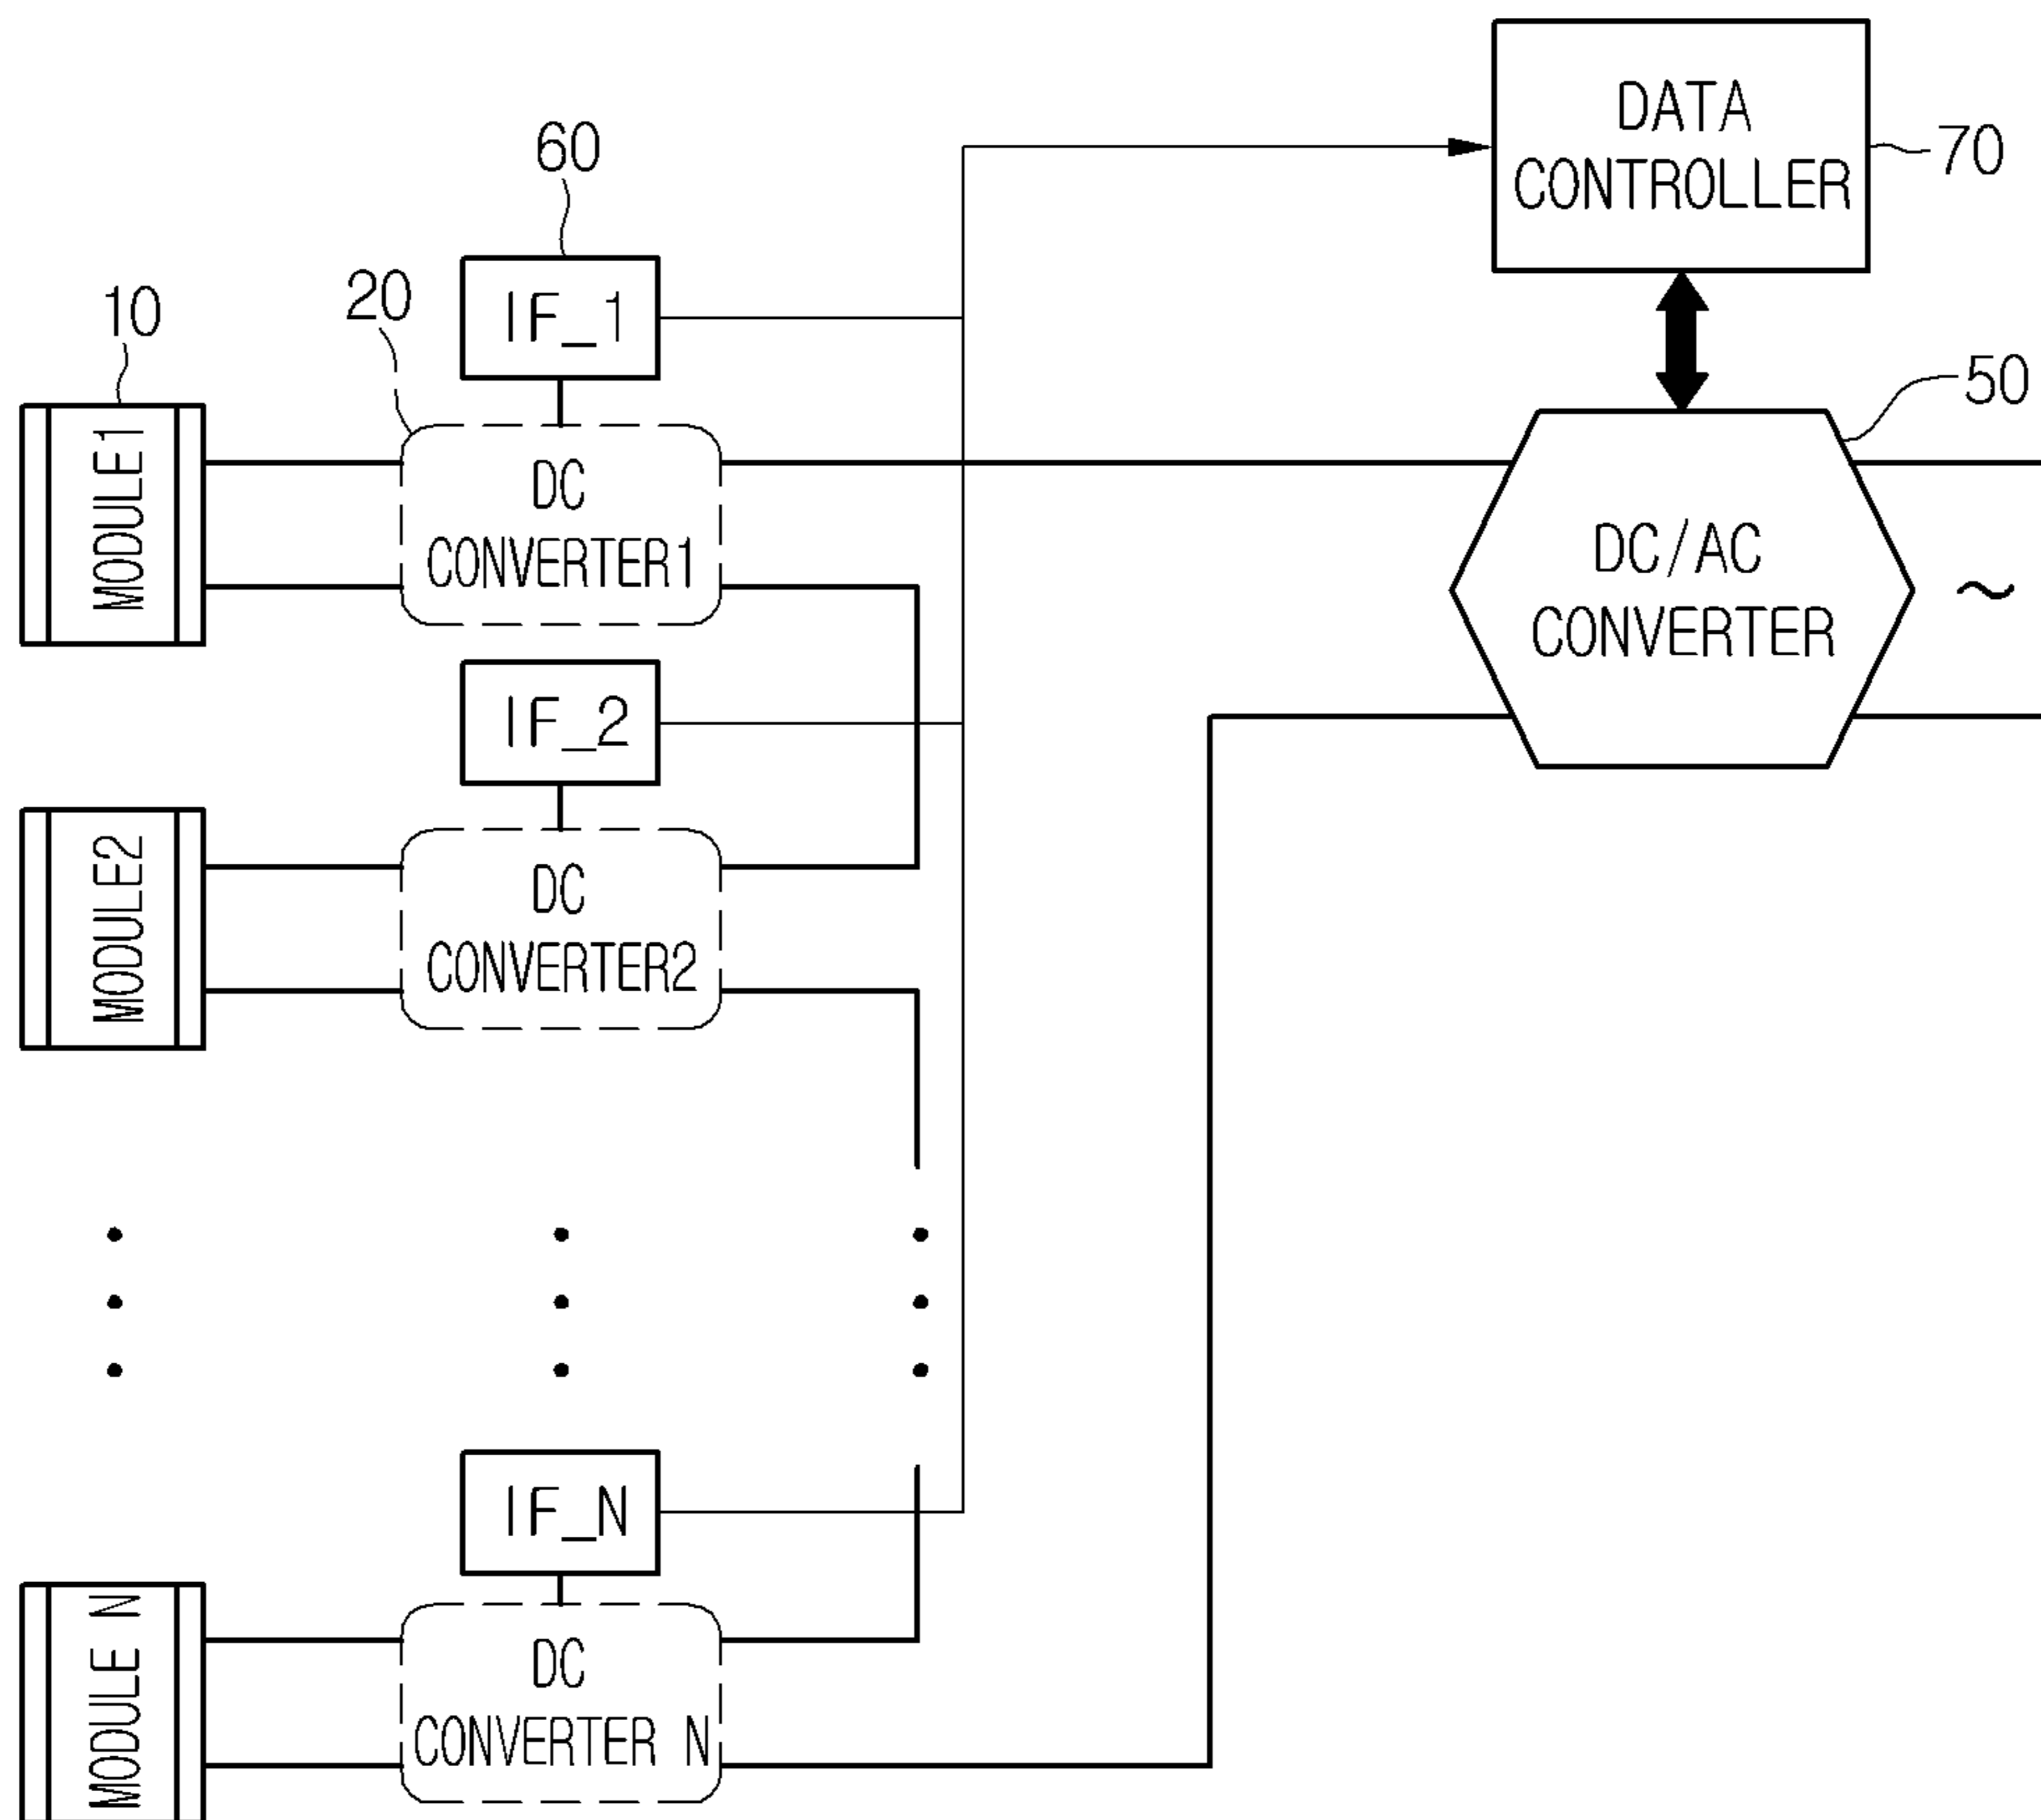 DATA
CONTROLLER
70
60
20
10
IF_1
50
MODULE1
DC
CONVERTER1
DC/AC
CONVERTER
~
IF_2
MODULE2
DC
CONVERTER2
IF_N
MODULE N
DC
CONVERTER N